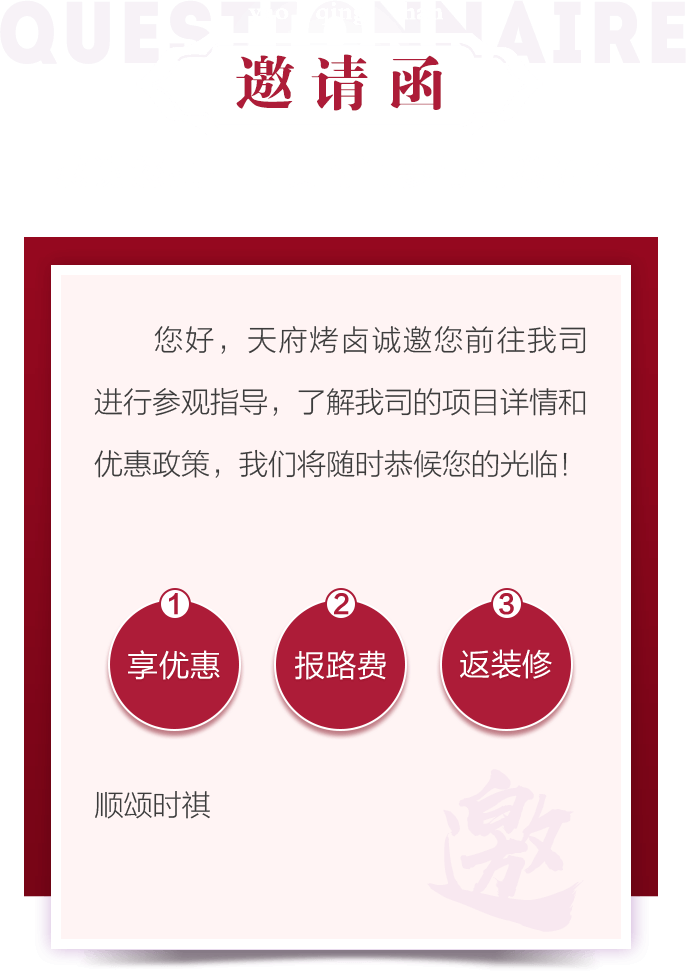 QUESTIONNAIRE
邀请函
您好，天府烤卤诚邀您前往我司
进行参观指导，了解我司的项目详情和
优惠政策，我们将随时恭候您的光临！
1 2 3
享优惠 报路费 返装修
顺颂时祺
邀